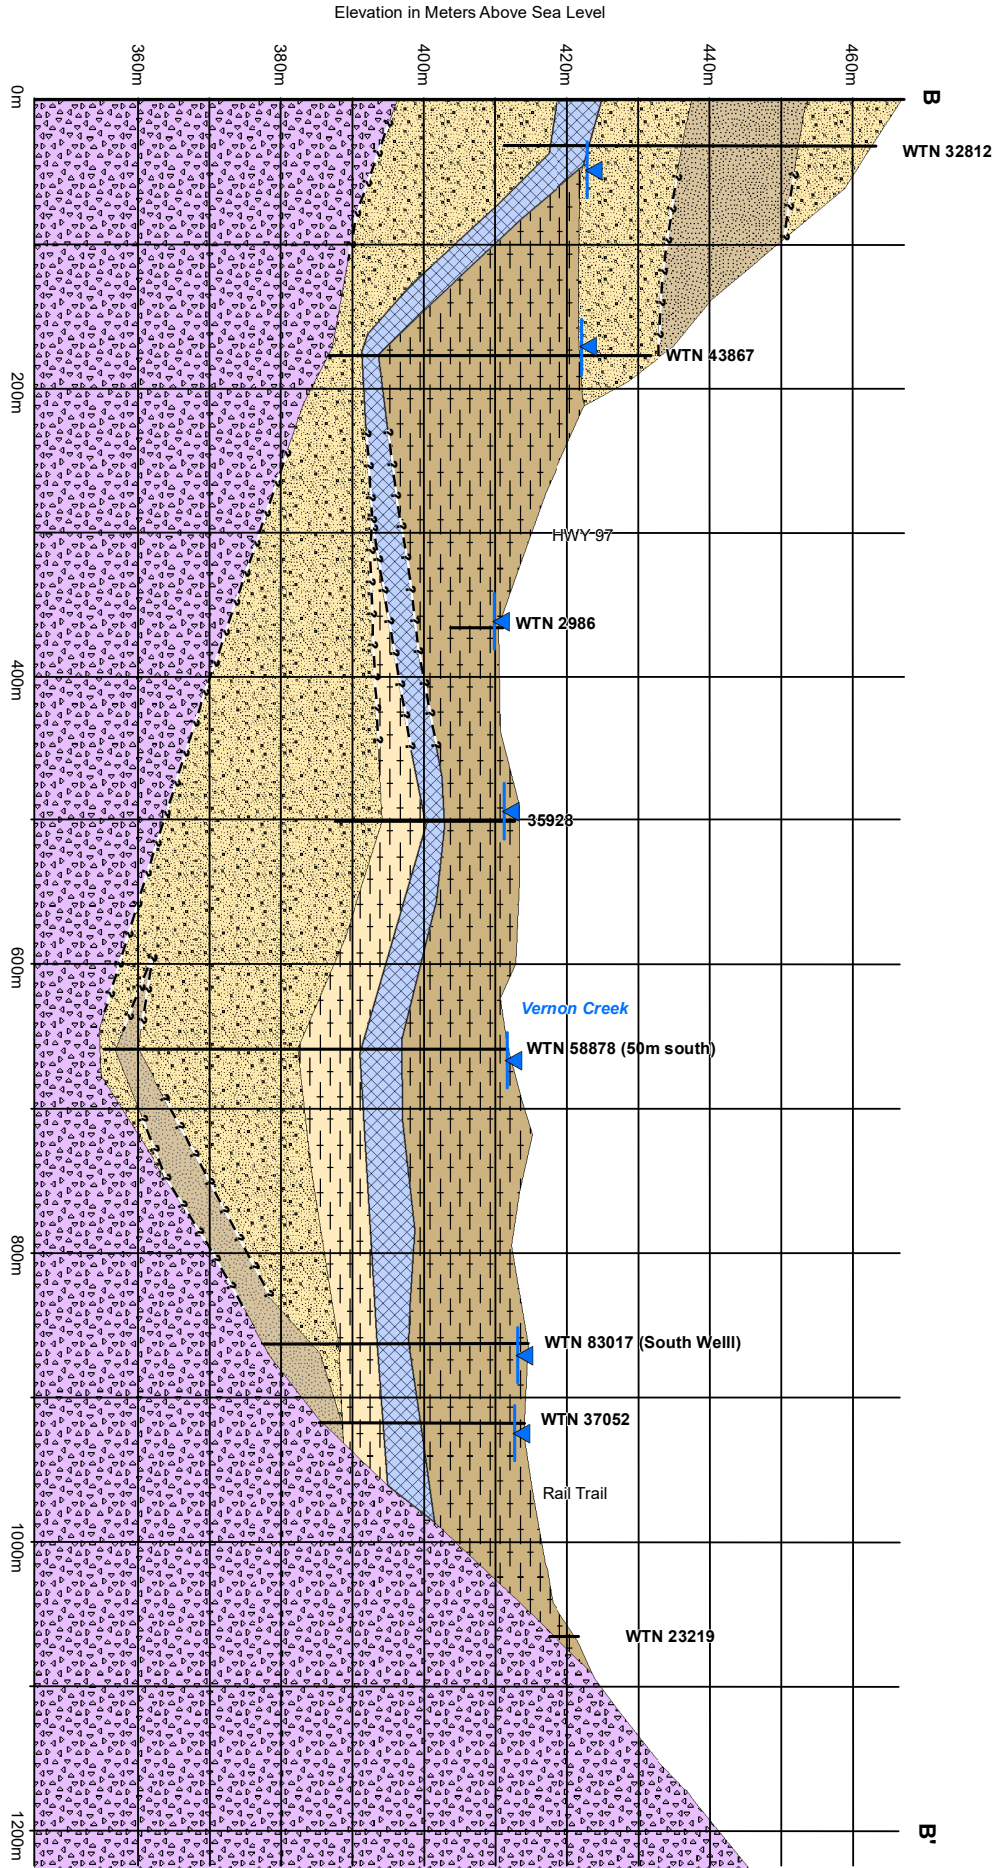 Elevation in Meters Above Sea Level
360m
380m
400m
420m
440m
460m
B
0m
WTN 32812
WTN 43867
200m
HWY 97
WTN 2986
400m
35928
600m
Vernon Creek
WTN 58878 (50m south)
800m
WTN 83017 (South Welll)
WTN 37052
Rail Trail
1000m
WTN 23219
1200m
B'